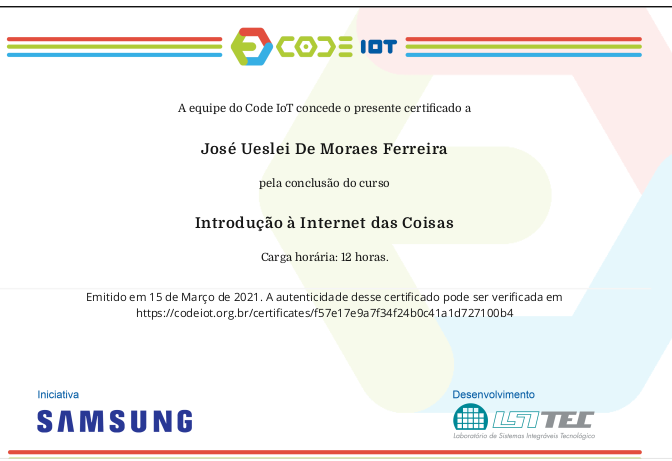 CODE IOT
A equipe do Code IoT concede o presente certificado a
José Ueslei De Moraes Ferreira
pela conclusão do curso
Introdução à Internet das Coisas
Carga horária: 12 horas.
Emitido em 15 de Março de 2021. A autenticidade desse certificado pode ser verificada em
https://codeiot.org.br/certificates/f57e17e9a7f34f24b0c41a1d727100b4
Iniciativa
SAMSUNG
Desenvolvimento
LSI TEC
Laboratório de Sistemas Integráveis Tecnológico